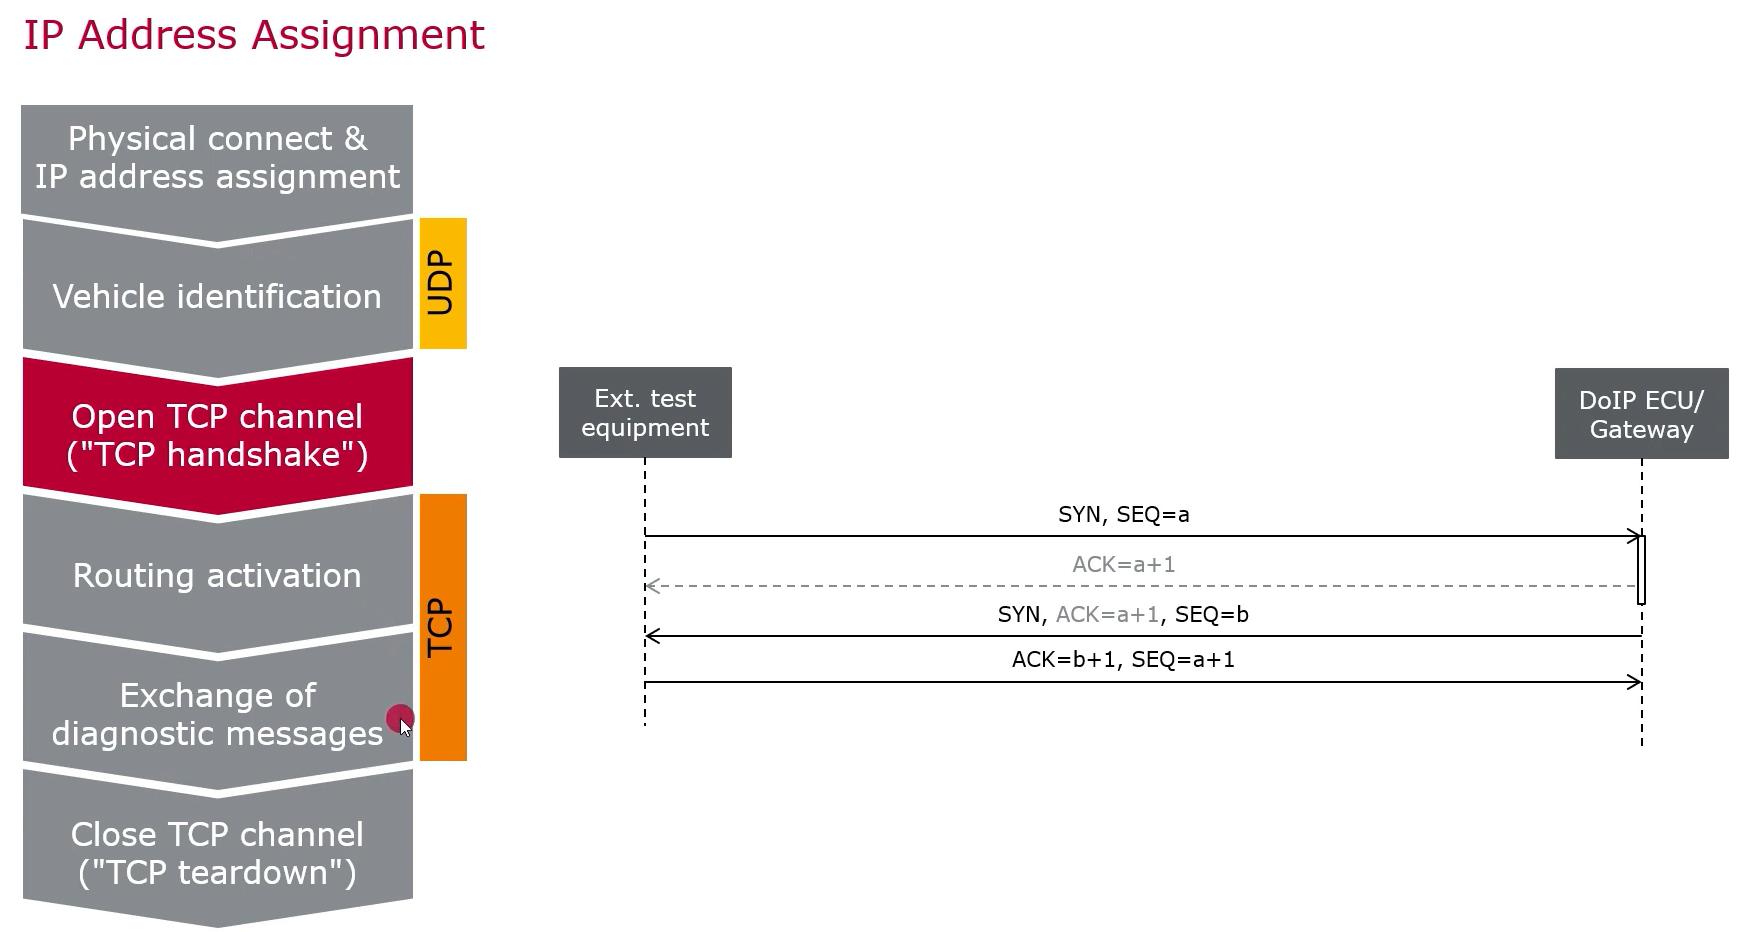 IP Address Assignment
Physical connect &
IP address assignment
Vehicle identification
UDP
Open TCP channel
("TCP handshake")
Routing activation
TCP
Exchange of
diagnostic messages
Close TCP channel
("TCP teardown")
Ext. test
equipment
DoIP ECU/
Gateway
SYN, SEQ=a
ACK=a+1
SYN, ACK=a+1, SEQ=b
ACK=b+1, SEQ=a+1